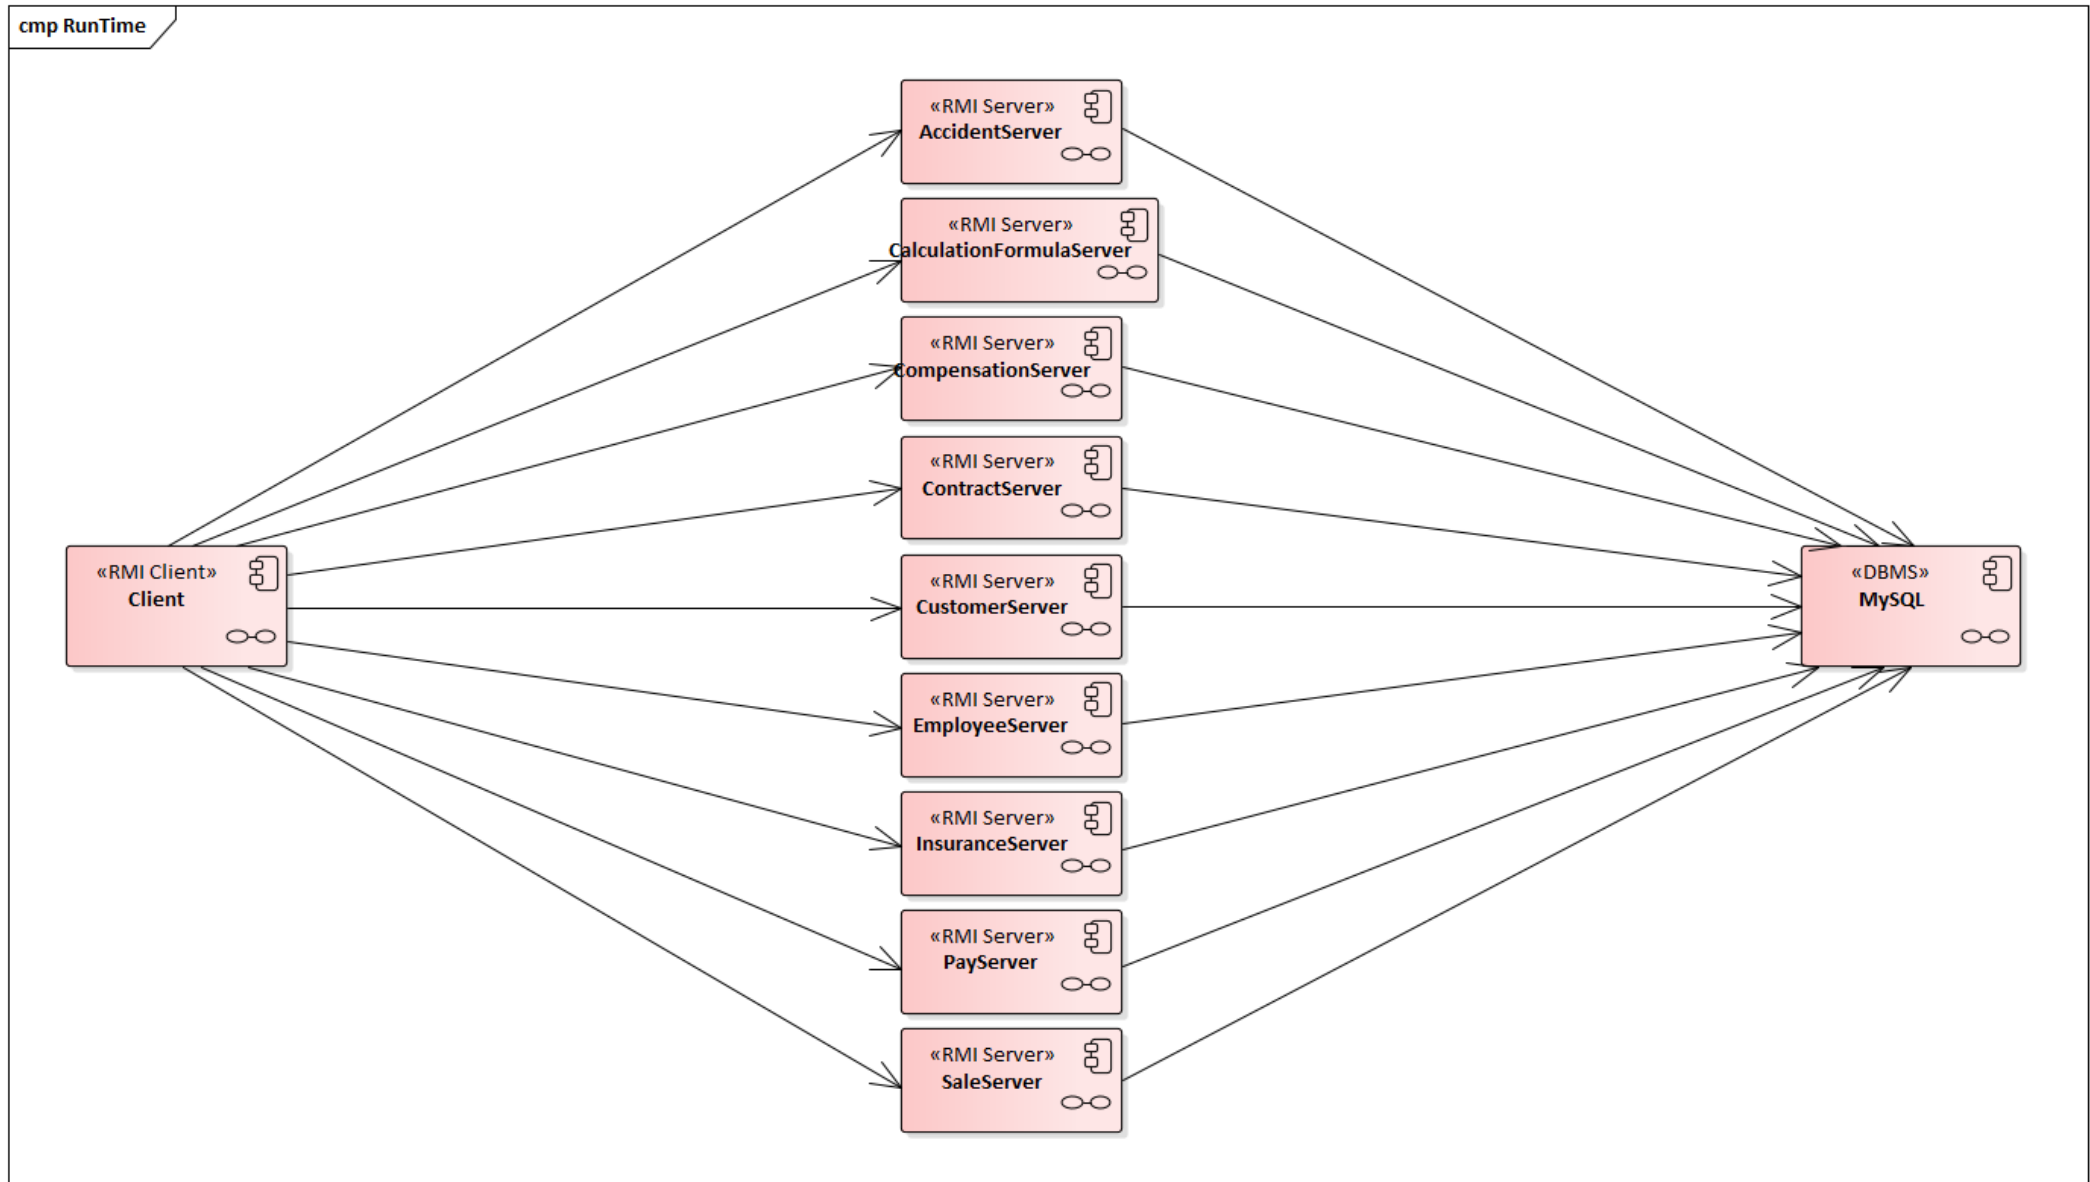 cmp RunTime
«RMI Server»
AccidentServer
«RMI Server»
CalculationFormulaServer
«RMI Server»
CompensationServer
«RMI Server»
ContractServer
«RMI Client»
Client
«RMI Server»
CustomerServer
«DBMS»
MySQL
«RMI Server»
EmployeeServer
«RMI Server»
InsuranceServer
«RMI Server»
PayServer
«RMI Server»
SaleServer